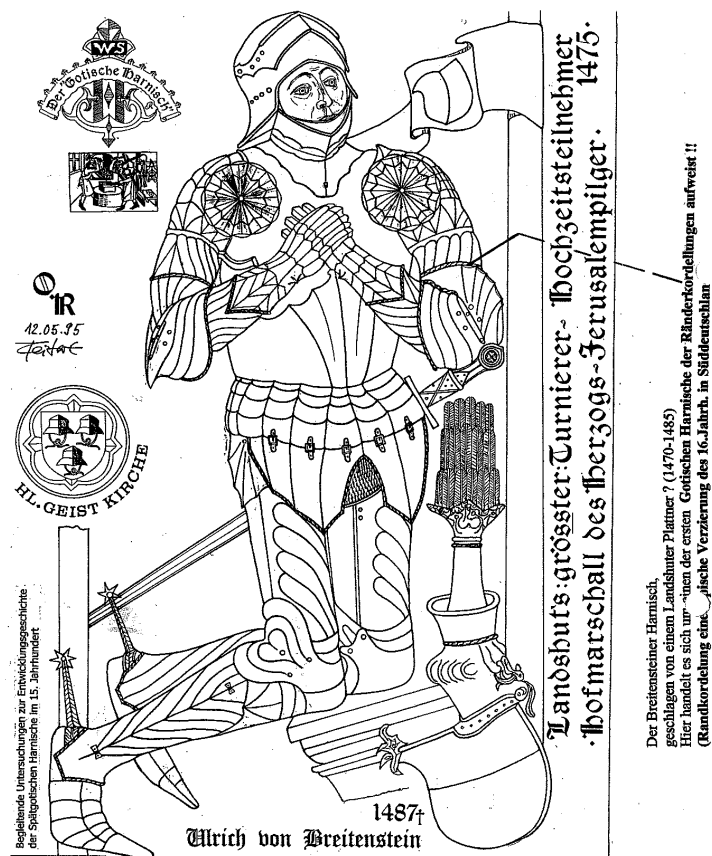 WS
"Der Gotische Harnisch"
12.05.95
HL. GEIST KIRCHE
Begleitende Untersuchungen zur Entwicklungsgeschichte
der Spätgotischen Harnische im 15. Jahrhundert
1487†
Ulrich von Breitenstein
Landshuts·grösster·Turnierer- Hochzeitsteilnehmer 1475·
·Hofmarschall des Herzogs-Jerusalempilger·
Der Breitensteiner Harnisch,
geschlagen von einem Landshuter Plattner ? (1470-1485)
Hier handelt es sich um einen der ersten Gotischen Harnische der Ränderkordellungen aufweist !!
(Randkordelung eine Verzierung des 16.Jahrh. in Süddeutschlan